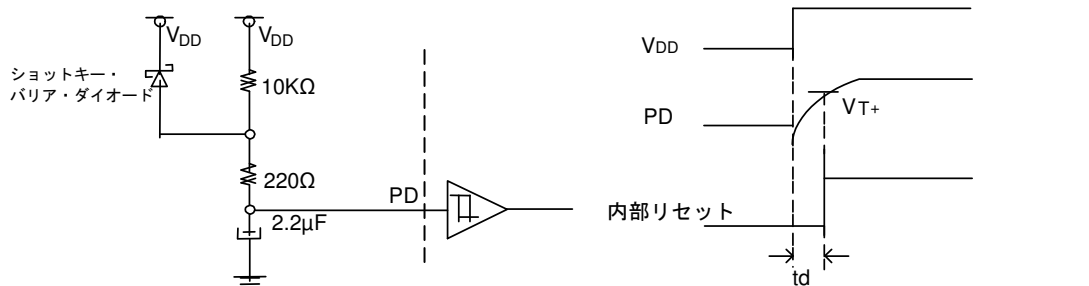 VDD
VDD
ショットキー・
バリア・ダイオード
10KΩ
220Ω
PD
2.2μF
VDD
PD
VT+
内部リセット
td